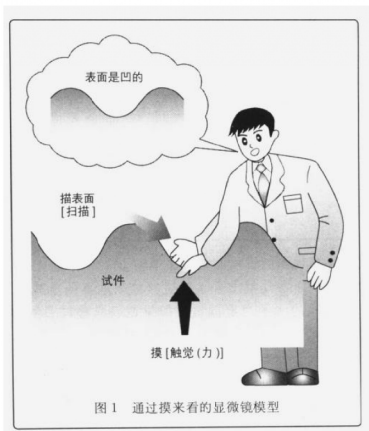 表面是凹的
描表面
[扫描]
试件
摸[触觉(力)]
图1 通过摸来看的显微镜模型